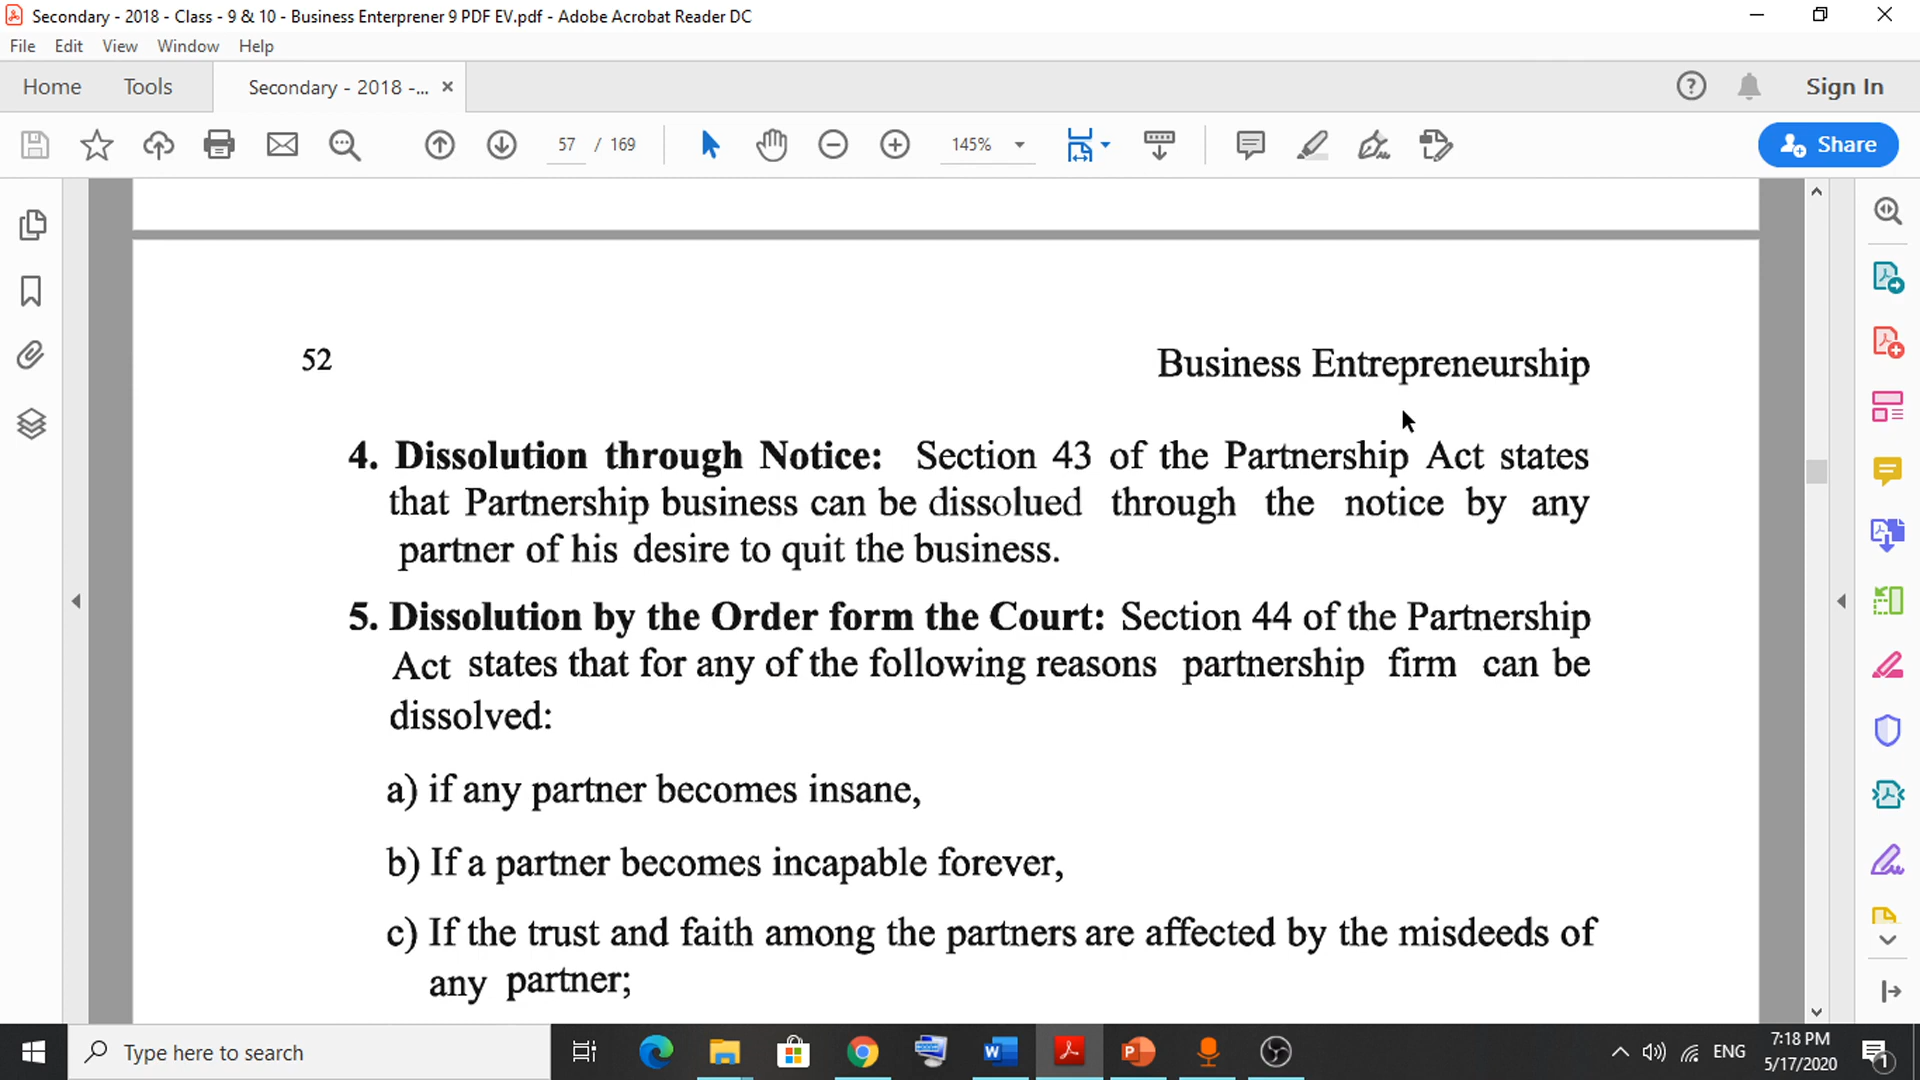 Secondary - 2018 - Class - 9 & 10 - Business Enterprener 9 PDF EV.pdf - Adobe Acrobat Reader DC
File Edit View Window Help
Home Tools Secondary - 2018 -... × Sign In
57 / 169 145% Share
52 Business Entrepreneurship
4. Dissolution through Notice: Section 43 of the Partnership Act states
that Partnership business can be dissolued through the notice by any
partner of his desire to quit the business.
5. Dissolution by the Order form the Court: Section 44 of the Partnership
Act states that for any of the following reasons partnership firm can be
dissolved:
a) if any partner becomes insane,
b) If a partner becomes incapable forever,
c) If the trust and faith among the partners are affected by the misdeeds of
any partner;
Type here to search
ENG
7:18 PM
5/17/2020
1